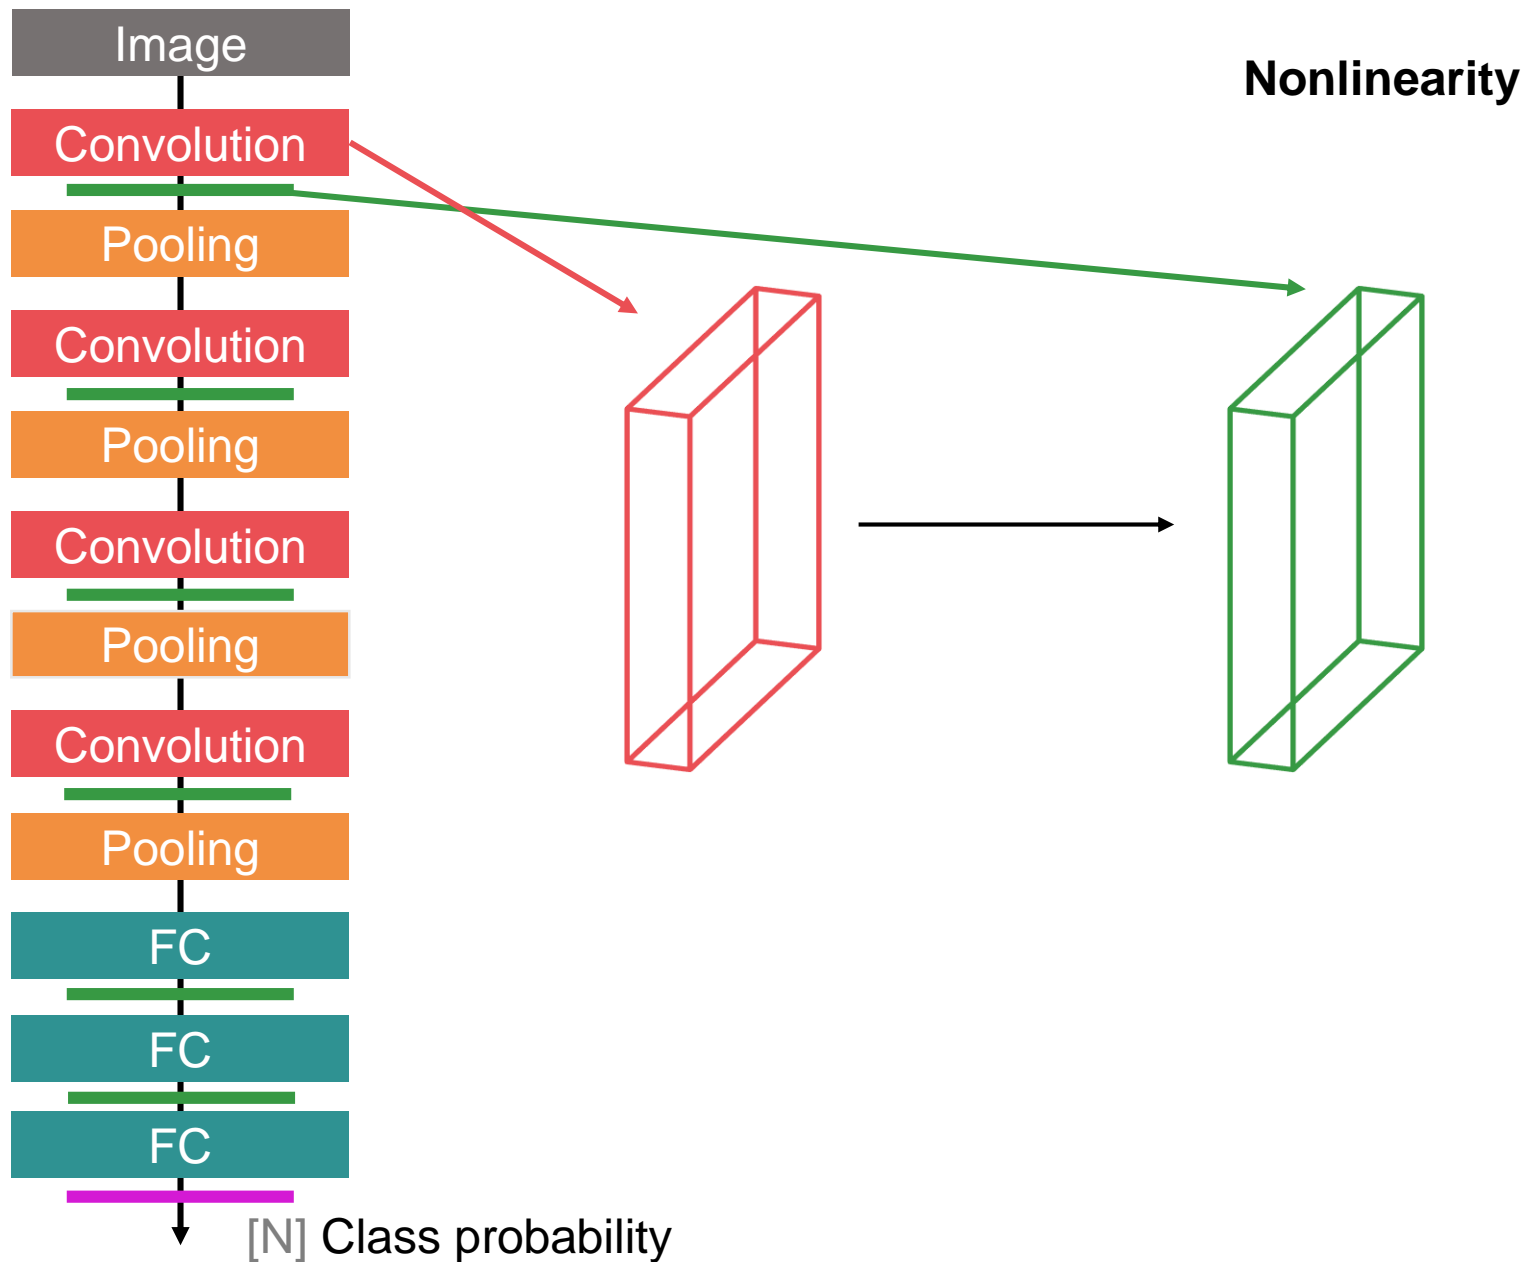 Image
Nonlinearity
Convolution
Pooling
Convolution
Pooling
Convolution
Pooling
Convolution
Pooling
FC
FC
FC
[N] Class probability